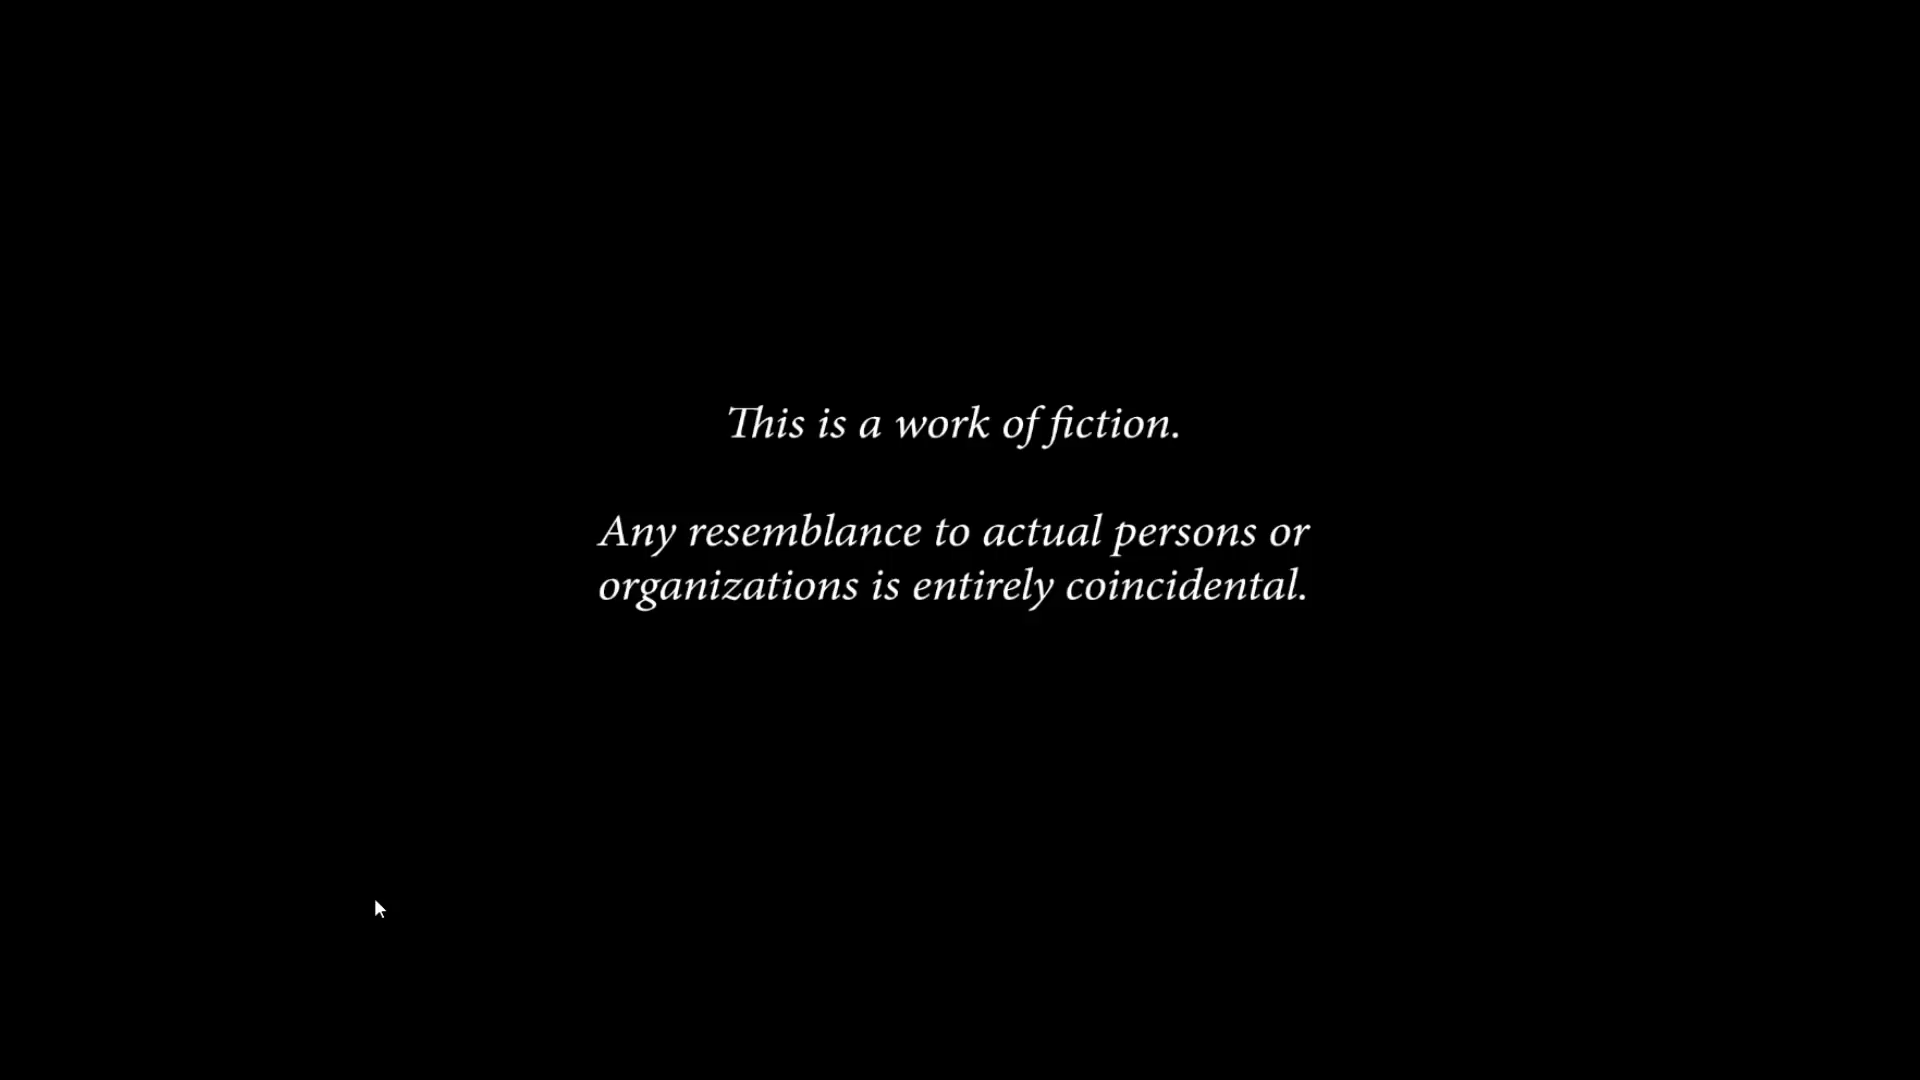 This is a work of fiction.
Any resemblance to actual persons or
organizations is entirely coincidental.